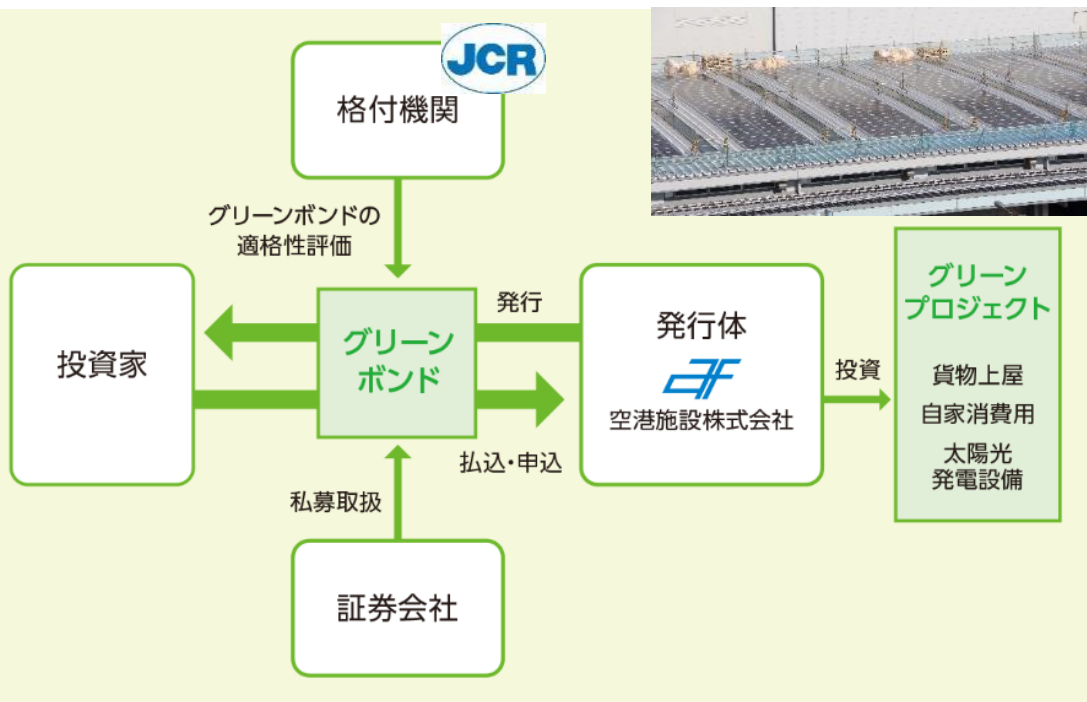 JCR
格付機関
グリーンボンドの
適格性評価
投資家
グリーン
ボンド
発行
払込・申込
発行体
空港施設株式会社
投資
グリーン
プロジェクト
貨物上屋
自家消費用
太陽光
発電設備
私募取扱
証券会社